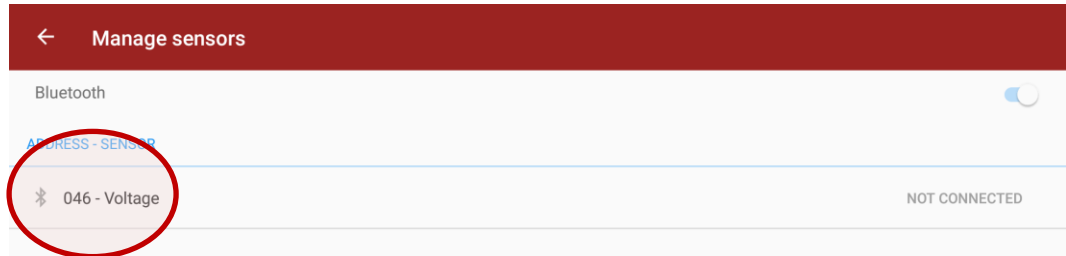 Manage sensors
Bluetooth
ADDRESS - SENSOR
046 - Voltage NOT CONNECTED